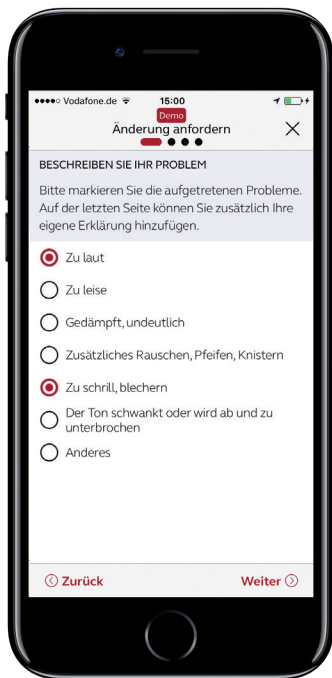 Vodafone.de 15:00
Demo
Änderung anfordern
BESCHREIBEN SIE IHR PROBLEM
Bitte markieren Sie die aufgetretenen Probleme.
Auf der letzten Seite können Sie zusätzlich Ihre
eigene Erklärung hinzufügen.
Zu laut
Zu leise
Gedämpft, undeutlich
Zusätzliches Rauschen, Pfeifen, Knistern
Zu schrill, blechern
Der Ton schwankt oder wird ab und zu
unterbrochen
Anderes
Zurück Weiter